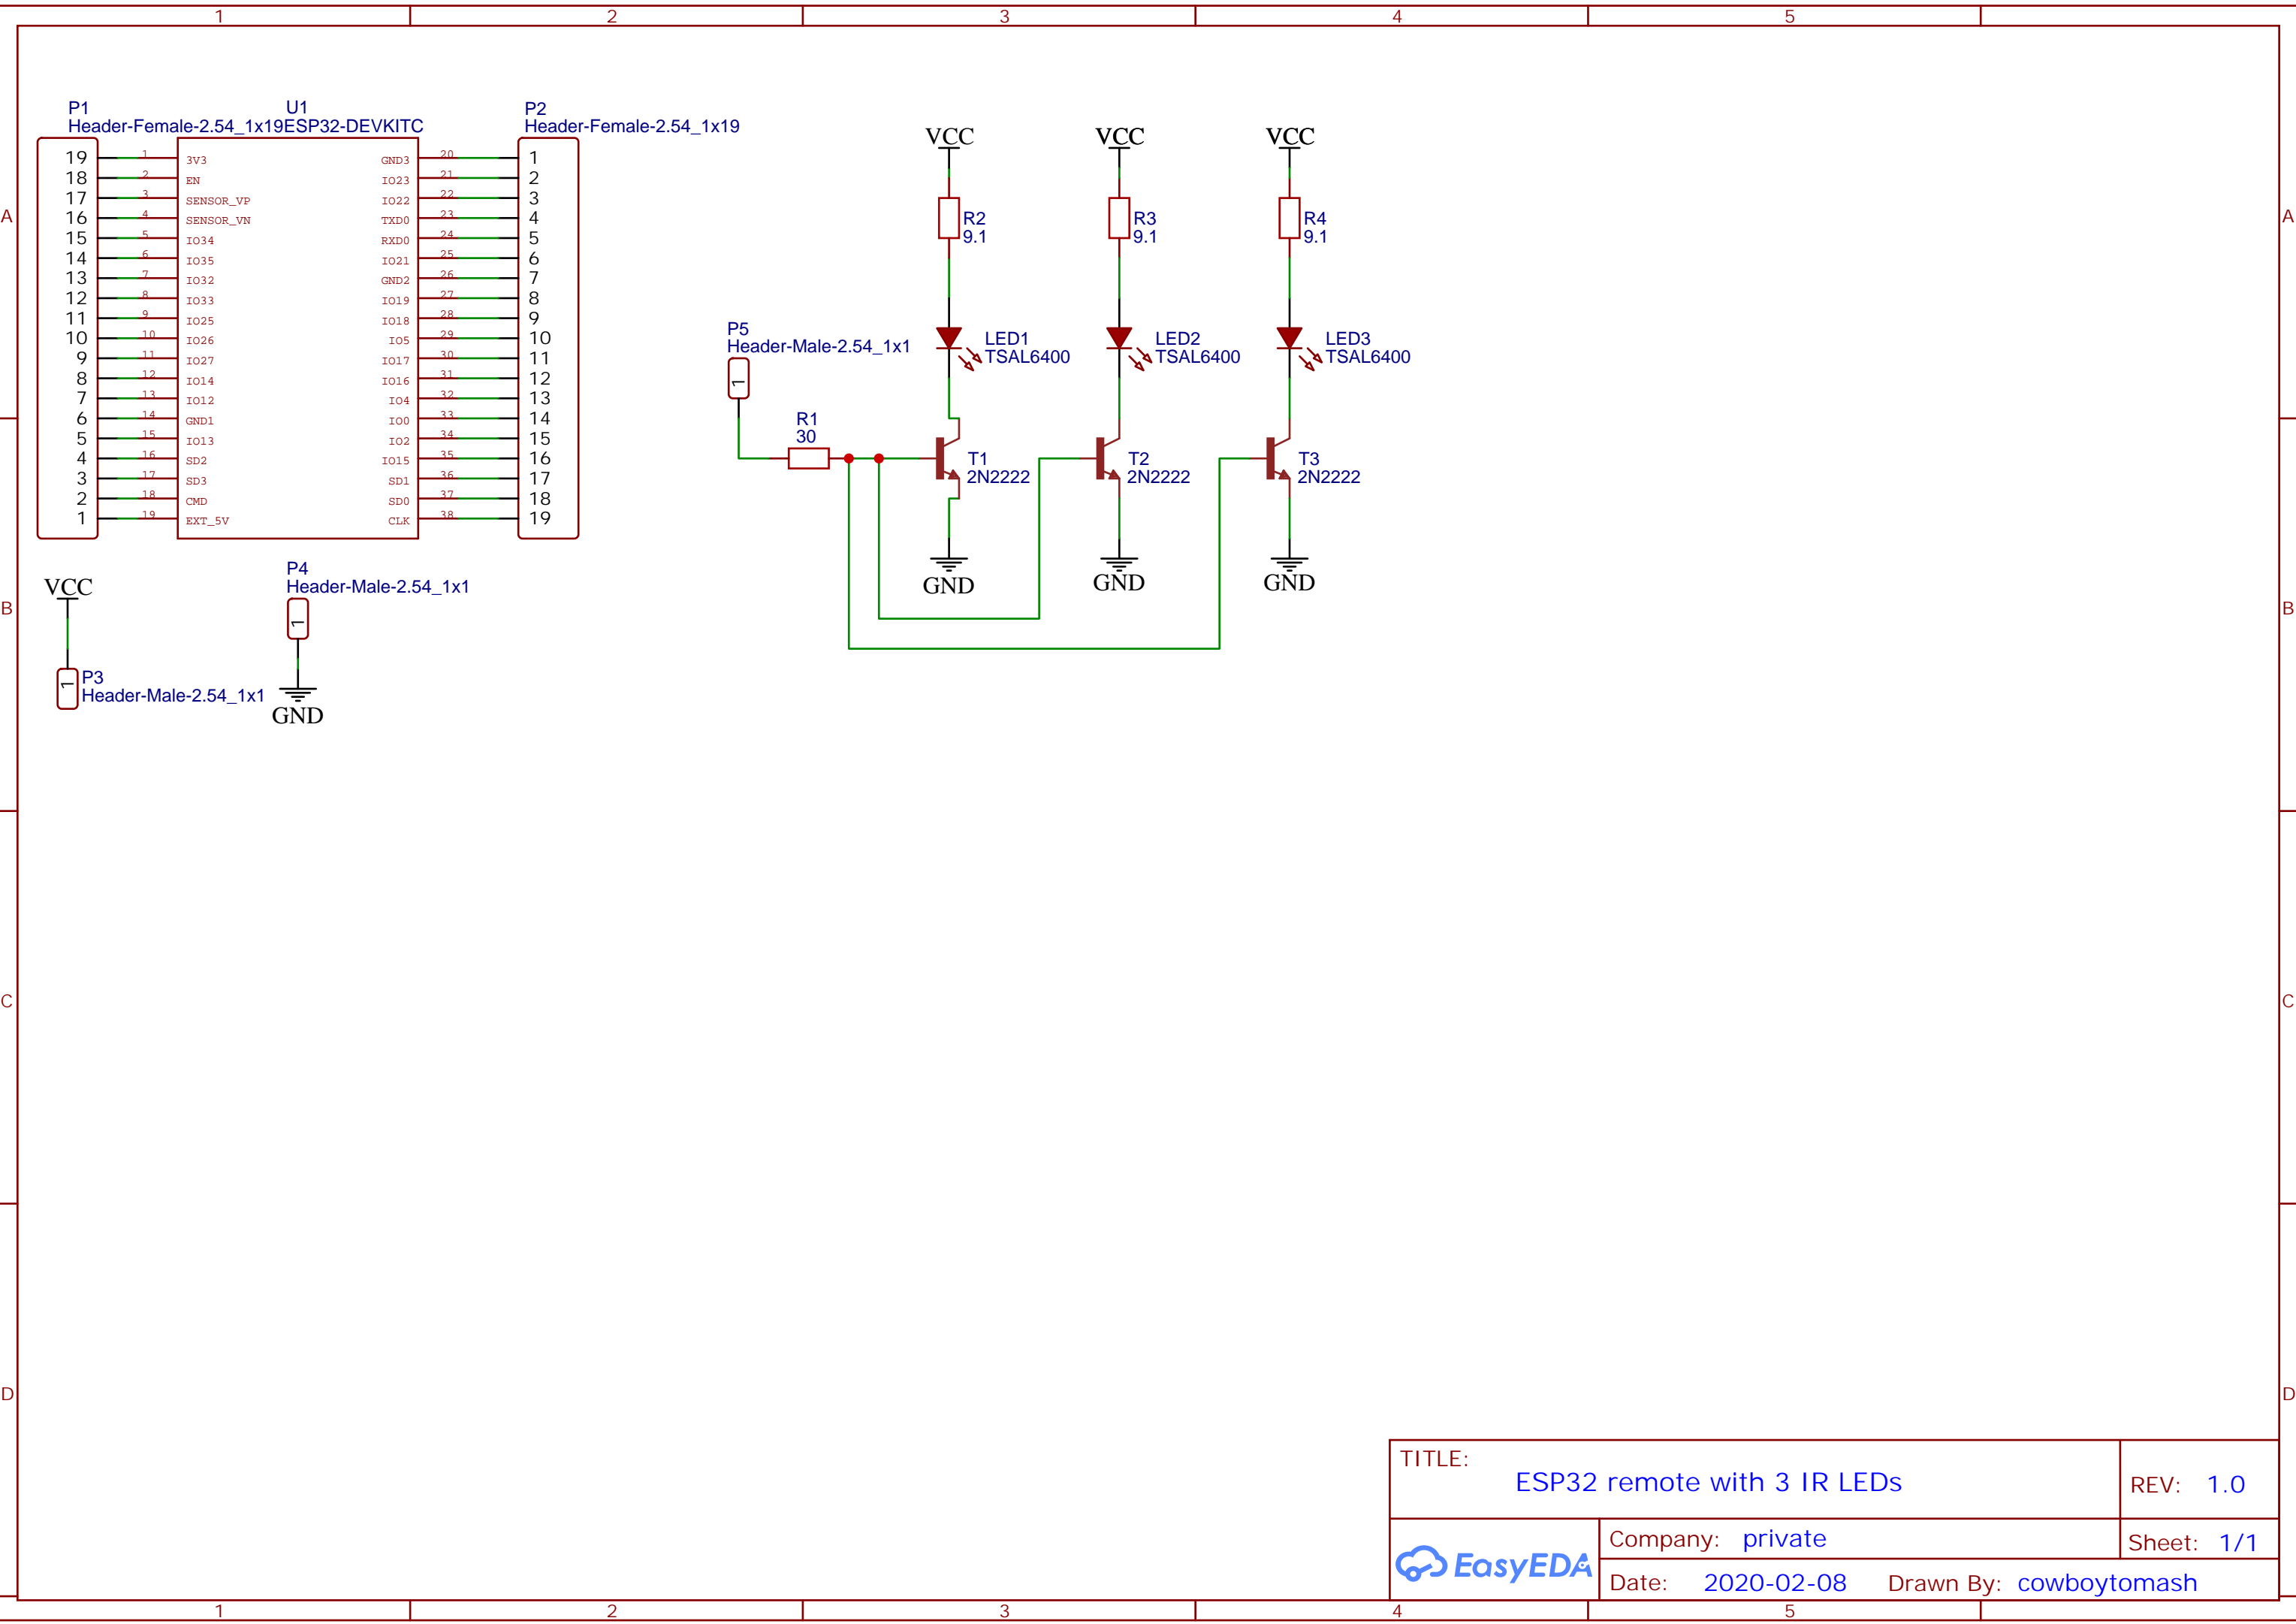 1 2 3 4 5
A A
B B
C C
D D
P1
Header-Female-2.54_1x19
U1
ESP32-DEVKITC
P2
Header-Female-2.54_1x19
19 1 3V3 GND3 20 1
18 2 EN IO23 21 2
17 3 SENSOR_VP IO22 22 3
16 4 SENSOR_VN TXD0 23 4
15 5 IO34 RXD0 24 5
14 6 IO35 IO21 25 6
13 7 IO32 GND2 26 7
12 8 IO33 IO19 27 8
11 9 IO25 IO18 28 9
10 10 IO26 IO5 29 10
9 11 IO27 IO17 30 11
8 12 IO14 IO16 31 12
7 13 IO12 IO4 32 13
6 14 GND1 IO0 33 14
5 15 IO13 IO2 34 15
4 16 SD2 IO15 35 16
3 17 SD3 SD1 36 17
2 18 CMD SD0 37 18
1 19 EXT_5V CLK 38 19
VCC
1
P3
Header-Male-2.54_1x1
P4
Header-Male-2.54_1x1
1
GND
P5
Header-Male-2.54_1x1
1
R1
30
VCC VCC VCC
R2
9.1
R3
9.1
R4
9.1
LED1
TSAL6400
LED2
TSAL6400
LED3
TSAL6400
T1
2N2222
T2
2N2222
T3
2N2222
GND GND GND
TITLE:
ESP32 remote with 3 IR LEDs
REV: 1.0
EasyEDA
Company: private
Sheet: 1/1
Date: 2020-02-08 Drawn By: cowboytomash
1 2 3 4 5